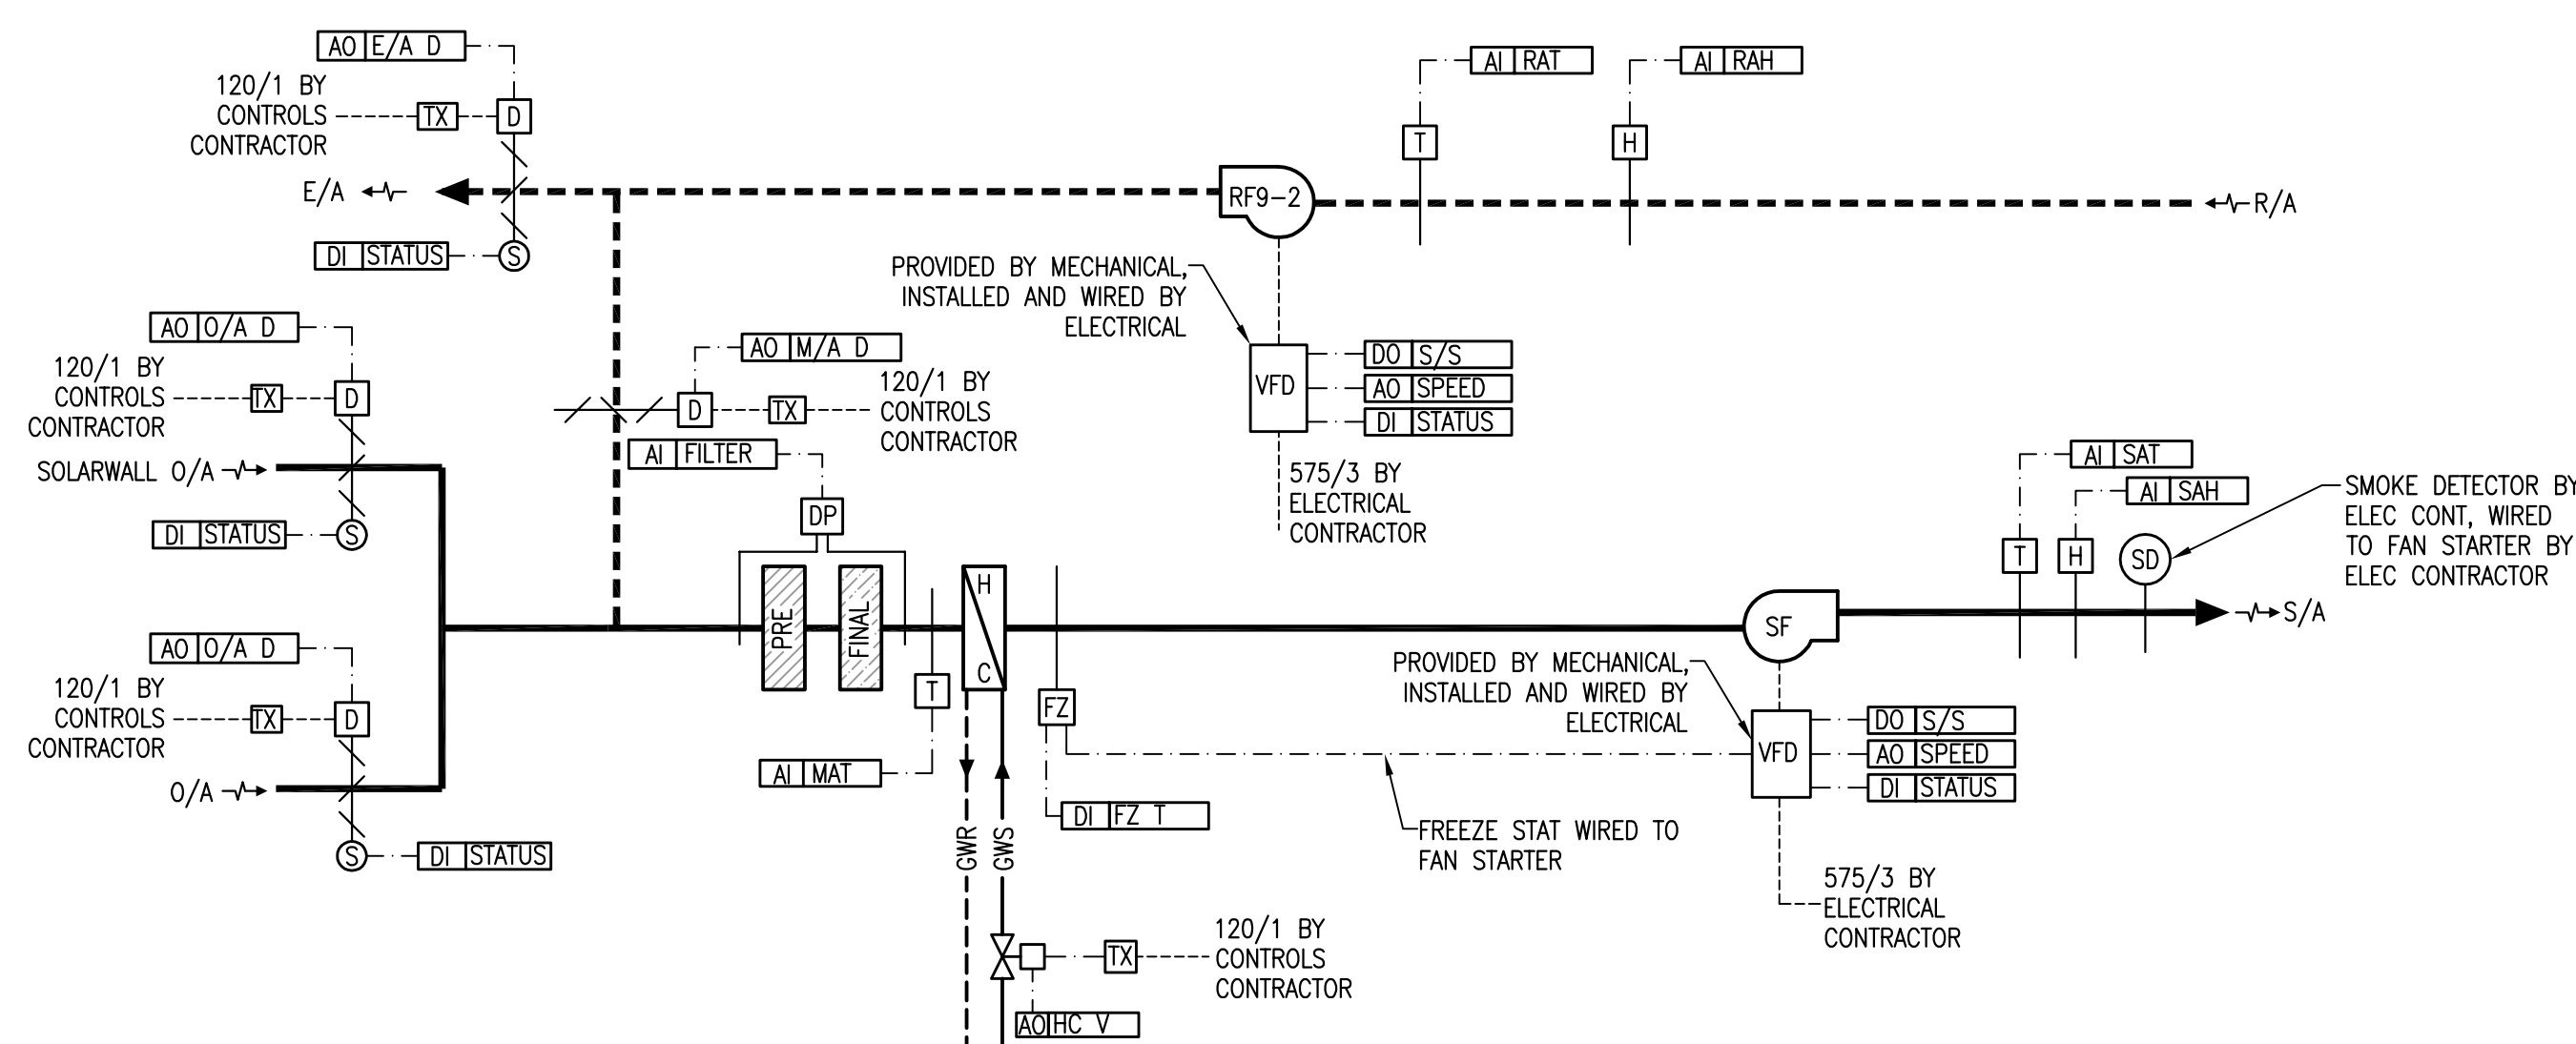 AO E/A D
120/1 BY
CONTROLS
CONTRACTOR
TX
D
E/A
DI STATUS
S
AI RAT
AI RAH
T
H
RF9-2
R/A
PROVIDED BY MECHANICAL,
INSTALLED AND WIRED BY
ELECTRICAL
VFD
DO S/S
AO SPEED
DI STATUS
575/3 BY
ELECTRICAL
CONTRACTOR
AO O/A D
120/1 BY
CONTROLS
CONTRACTOR
TX
D
SOLARWALL O/A
DI STATUS
S
AO M/A D
D
TX
120/1 BY
CONTROLS
CONTRACTOR
AI FILTER
DP
PRE
FINAL
H
C
T
AI MAT
FZ
DI FZ T
AO O/A D
120/1 BY
CONTROLS
CONTRACTOR
TX
D
O/A
S
DI STATUS
GWR
GWS
TX
120/1 BY
CONTROLS
CONTRACTOR
AO HC V
FREEZE STAT WIRED TO
FAN STARTER
SF
PROVIDED BY MECHANICAL,
INSTALLED AND WIRED BY
ELECTRICAL
VFD
DO S/S
AO SPEED
DI STATUS
575/3 BY
ELECTRICAL
CONTRACTOR
AI SAT
AI SAH
T
H
SD
SMOKE DETECTOR BY
ELEC CONT, WIRED
TO FAN STARTER BY
ELEC CONTRACTOR
S/A